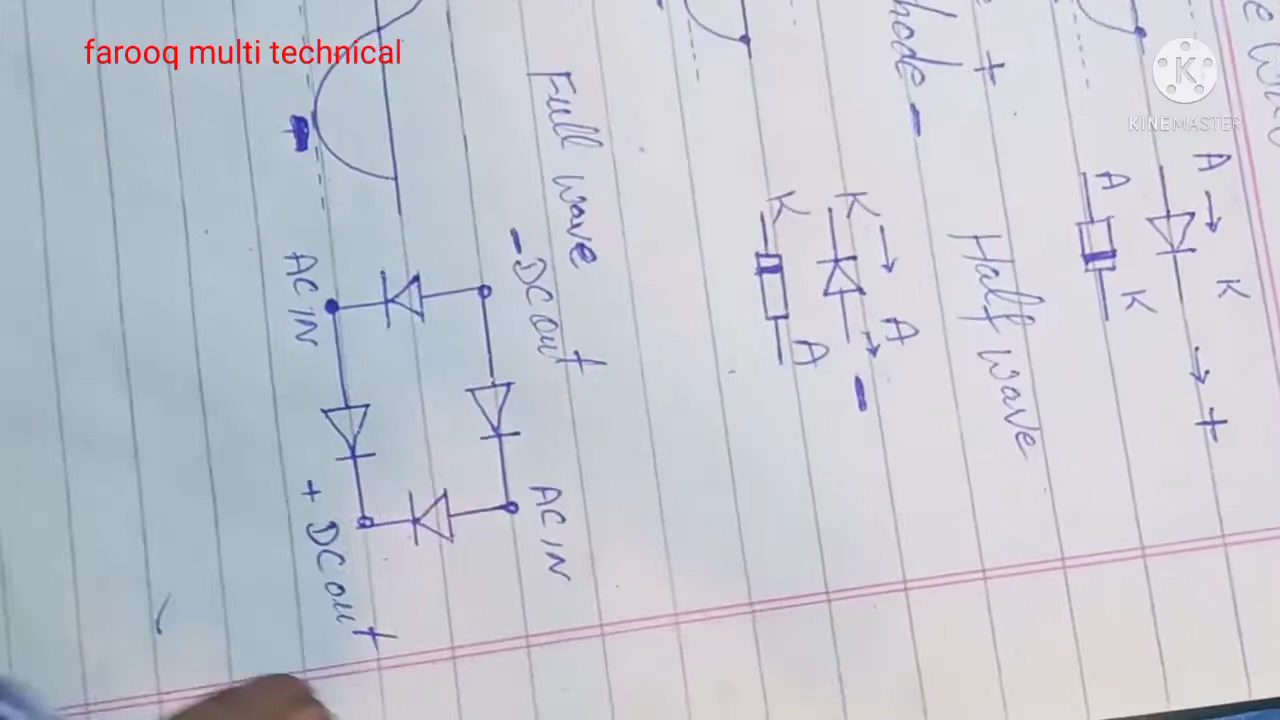 farooq multi technical
KINEMASTER
A → K → +
A K
Half wave
+
hode -
K → A → -
K A
Full wave
-DC out
AC IN
AC IN
+ DC out